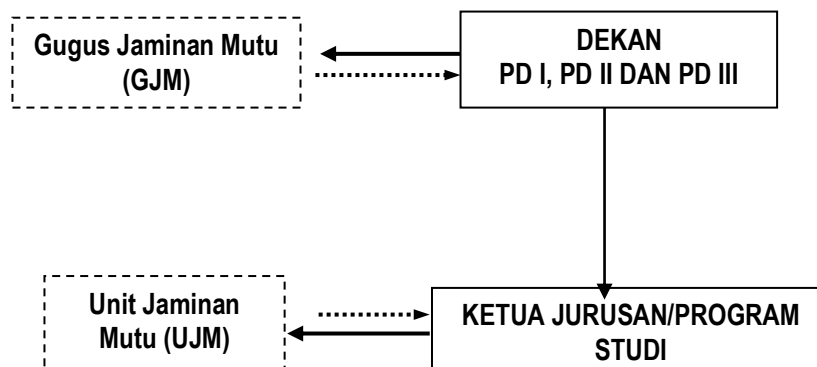 Gugus Jaminan Mutu
(GJM)
DEKAN
PD I, PD II DAN PD III
Unit Jaminan
Mutu (UJM)
KETUA JURUSAN/PROGRAM
STUDI